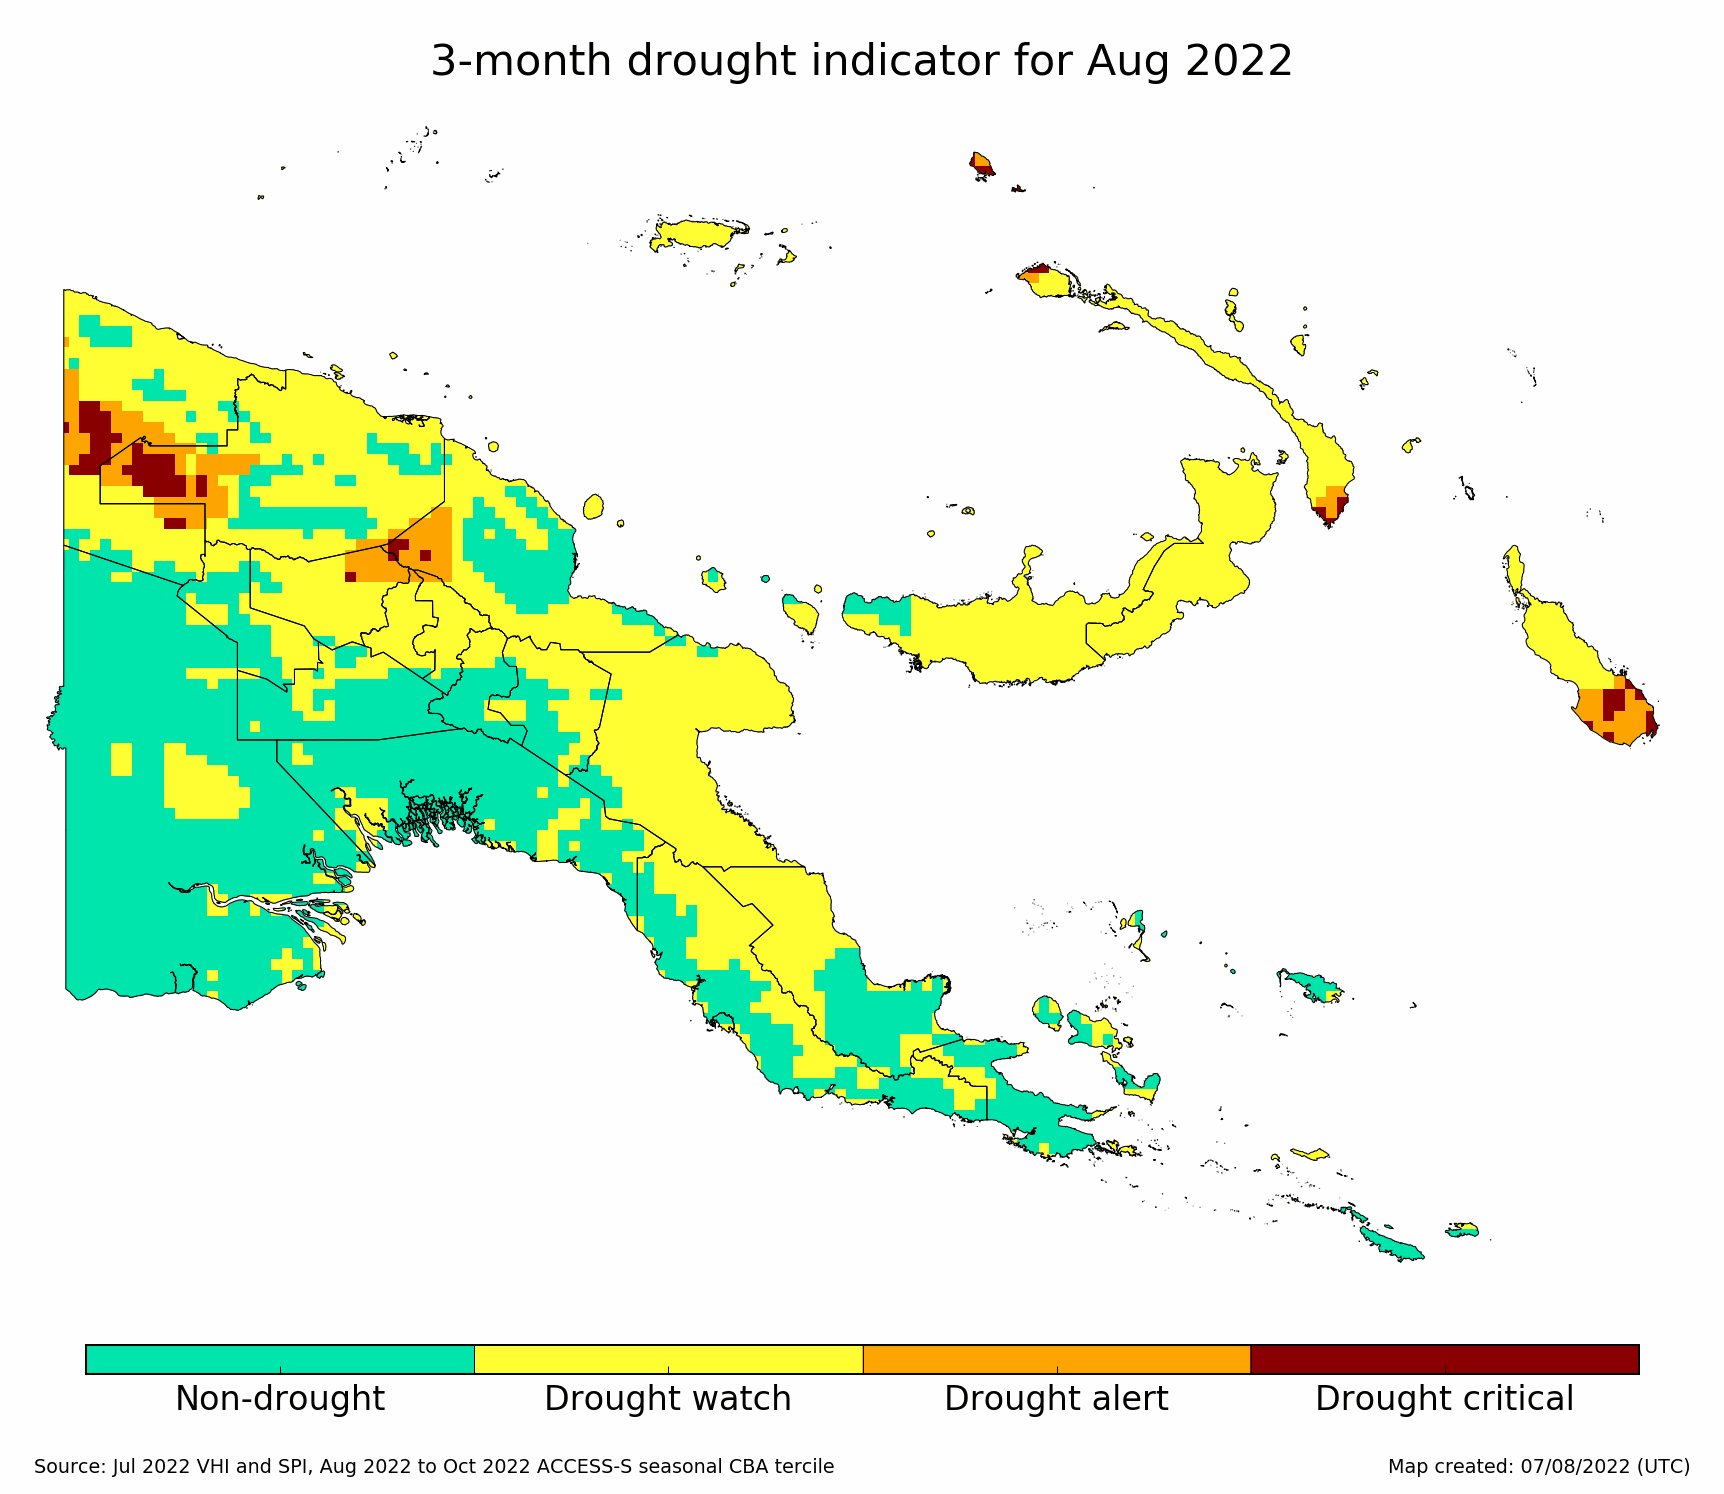 3-month drought indicator for Aug 2022
Non-drought
Drought watch
Drought alert
Drought critical
Source: Jul 2022 VHI and SPI, Aug 2022 to Oct 2022 ACCESS-S seasonal CBA tercile
Map created: 07/08/2022 (UTC)